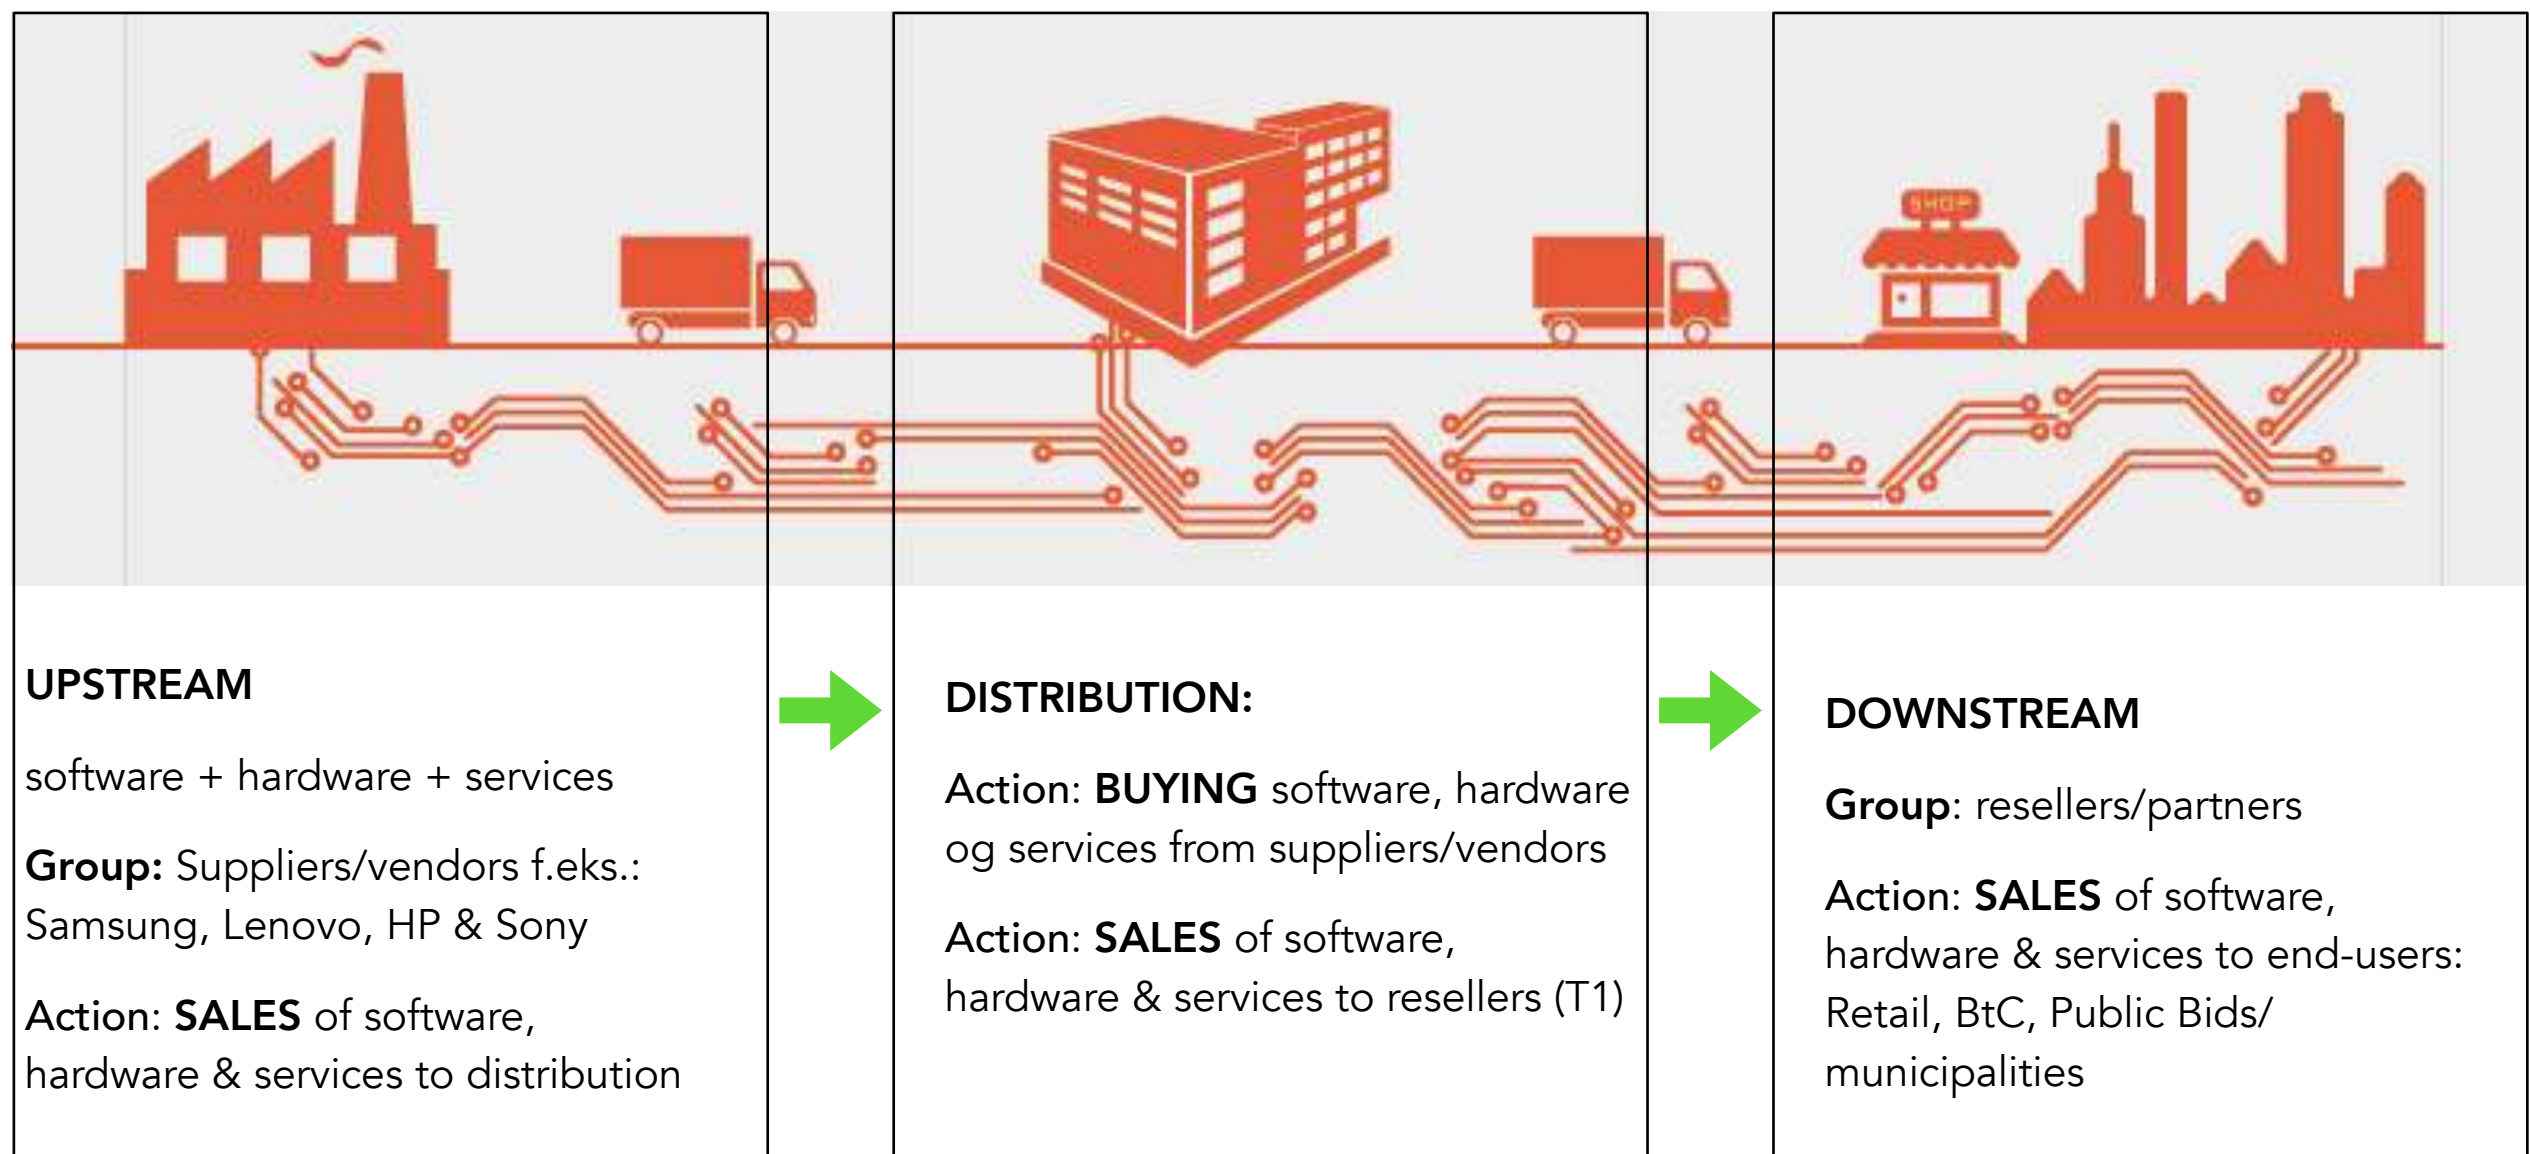 SHOP
UPSTREAM
software + hardware + services
Group: Suppliers/vendors f.eks.:
Samsung, Lenovo, HP & Sony
Action: SALES of software,
hardware & services to distribution
DISTRIBUTION:
Action: BUYING software, hardware
og services from suppliers/vendors
Action: SALES of software,
hardware & services to resellers (T1)
DOWNSTREAM
Group: resellers/partners
Action: SALES of software,
hardware & services to end-users:
Retail, BtC, Public Bids/
municipalities